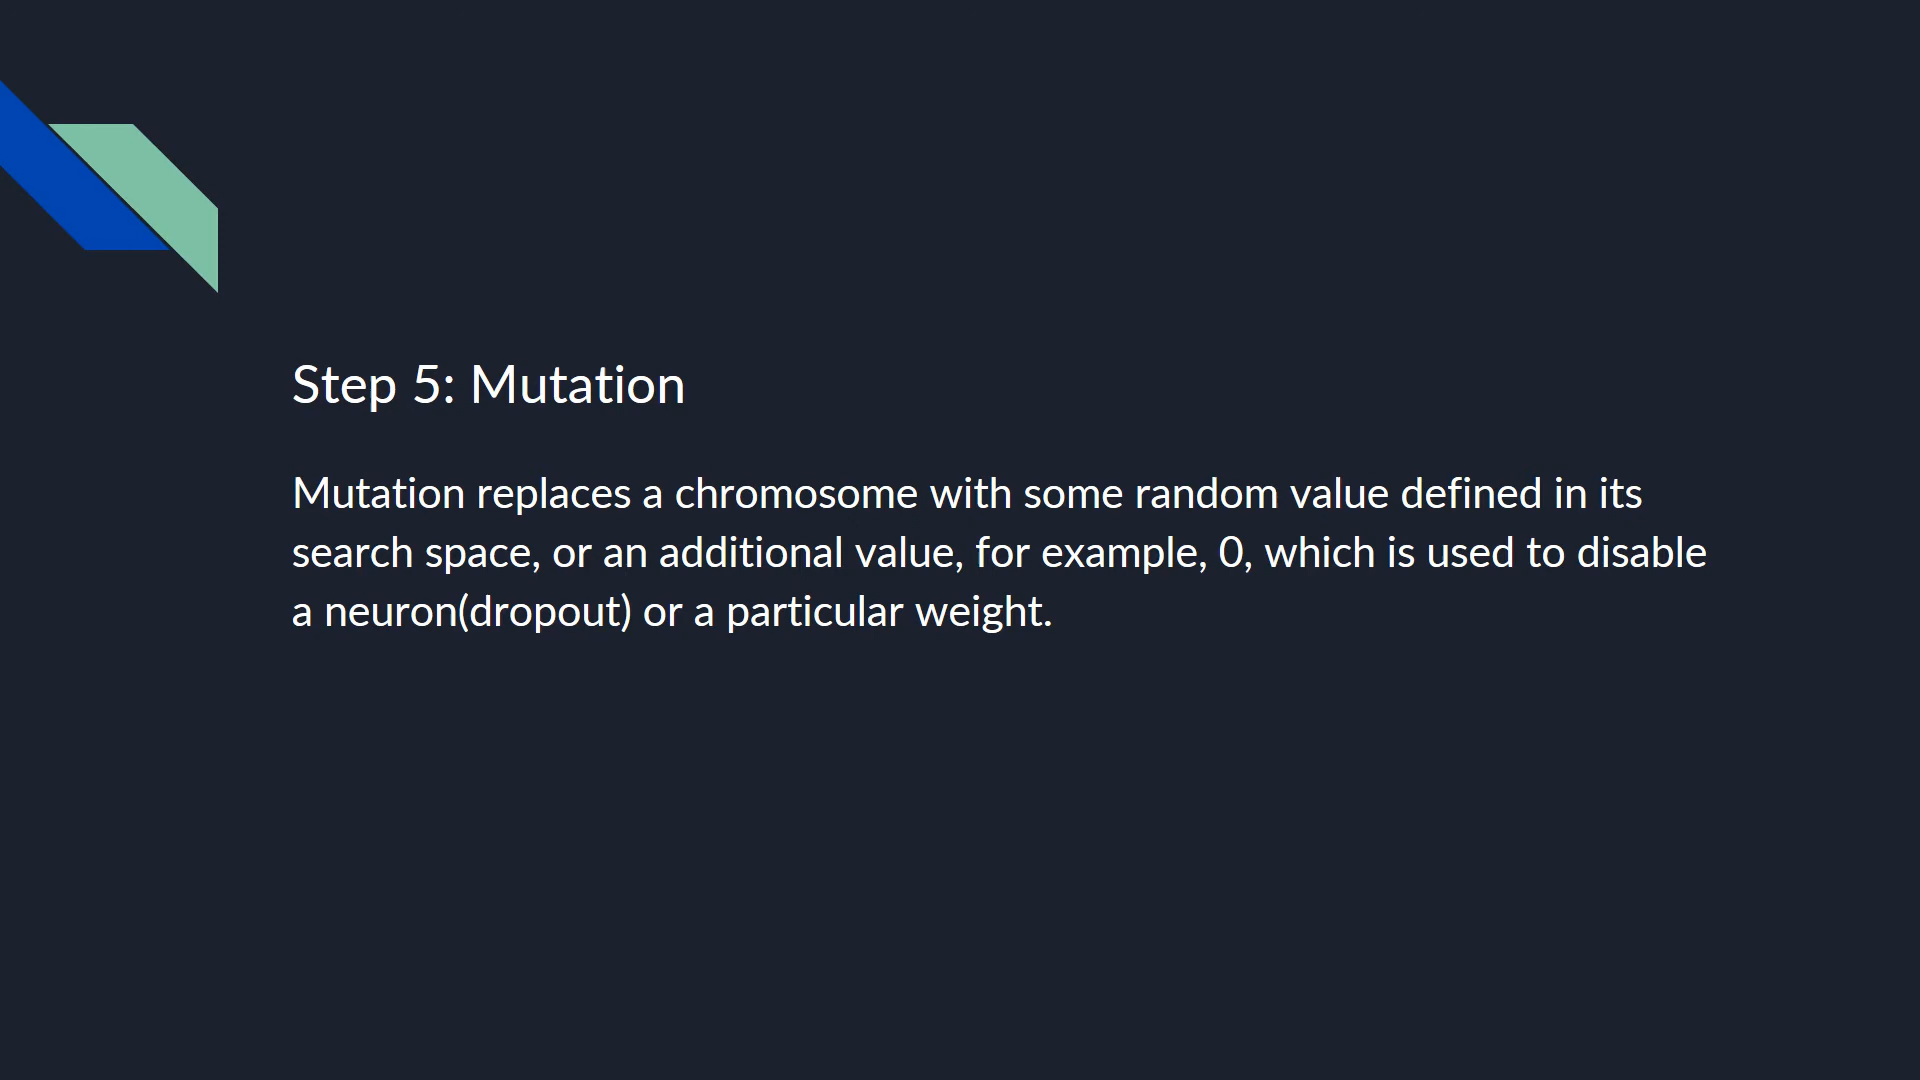 Step 5: Mutation
Mutation replaces a chromosome with some random value defined in its
search space, or an additional value, for example, 0, which is used to disable
a neuron(dropout) or a particular weight.